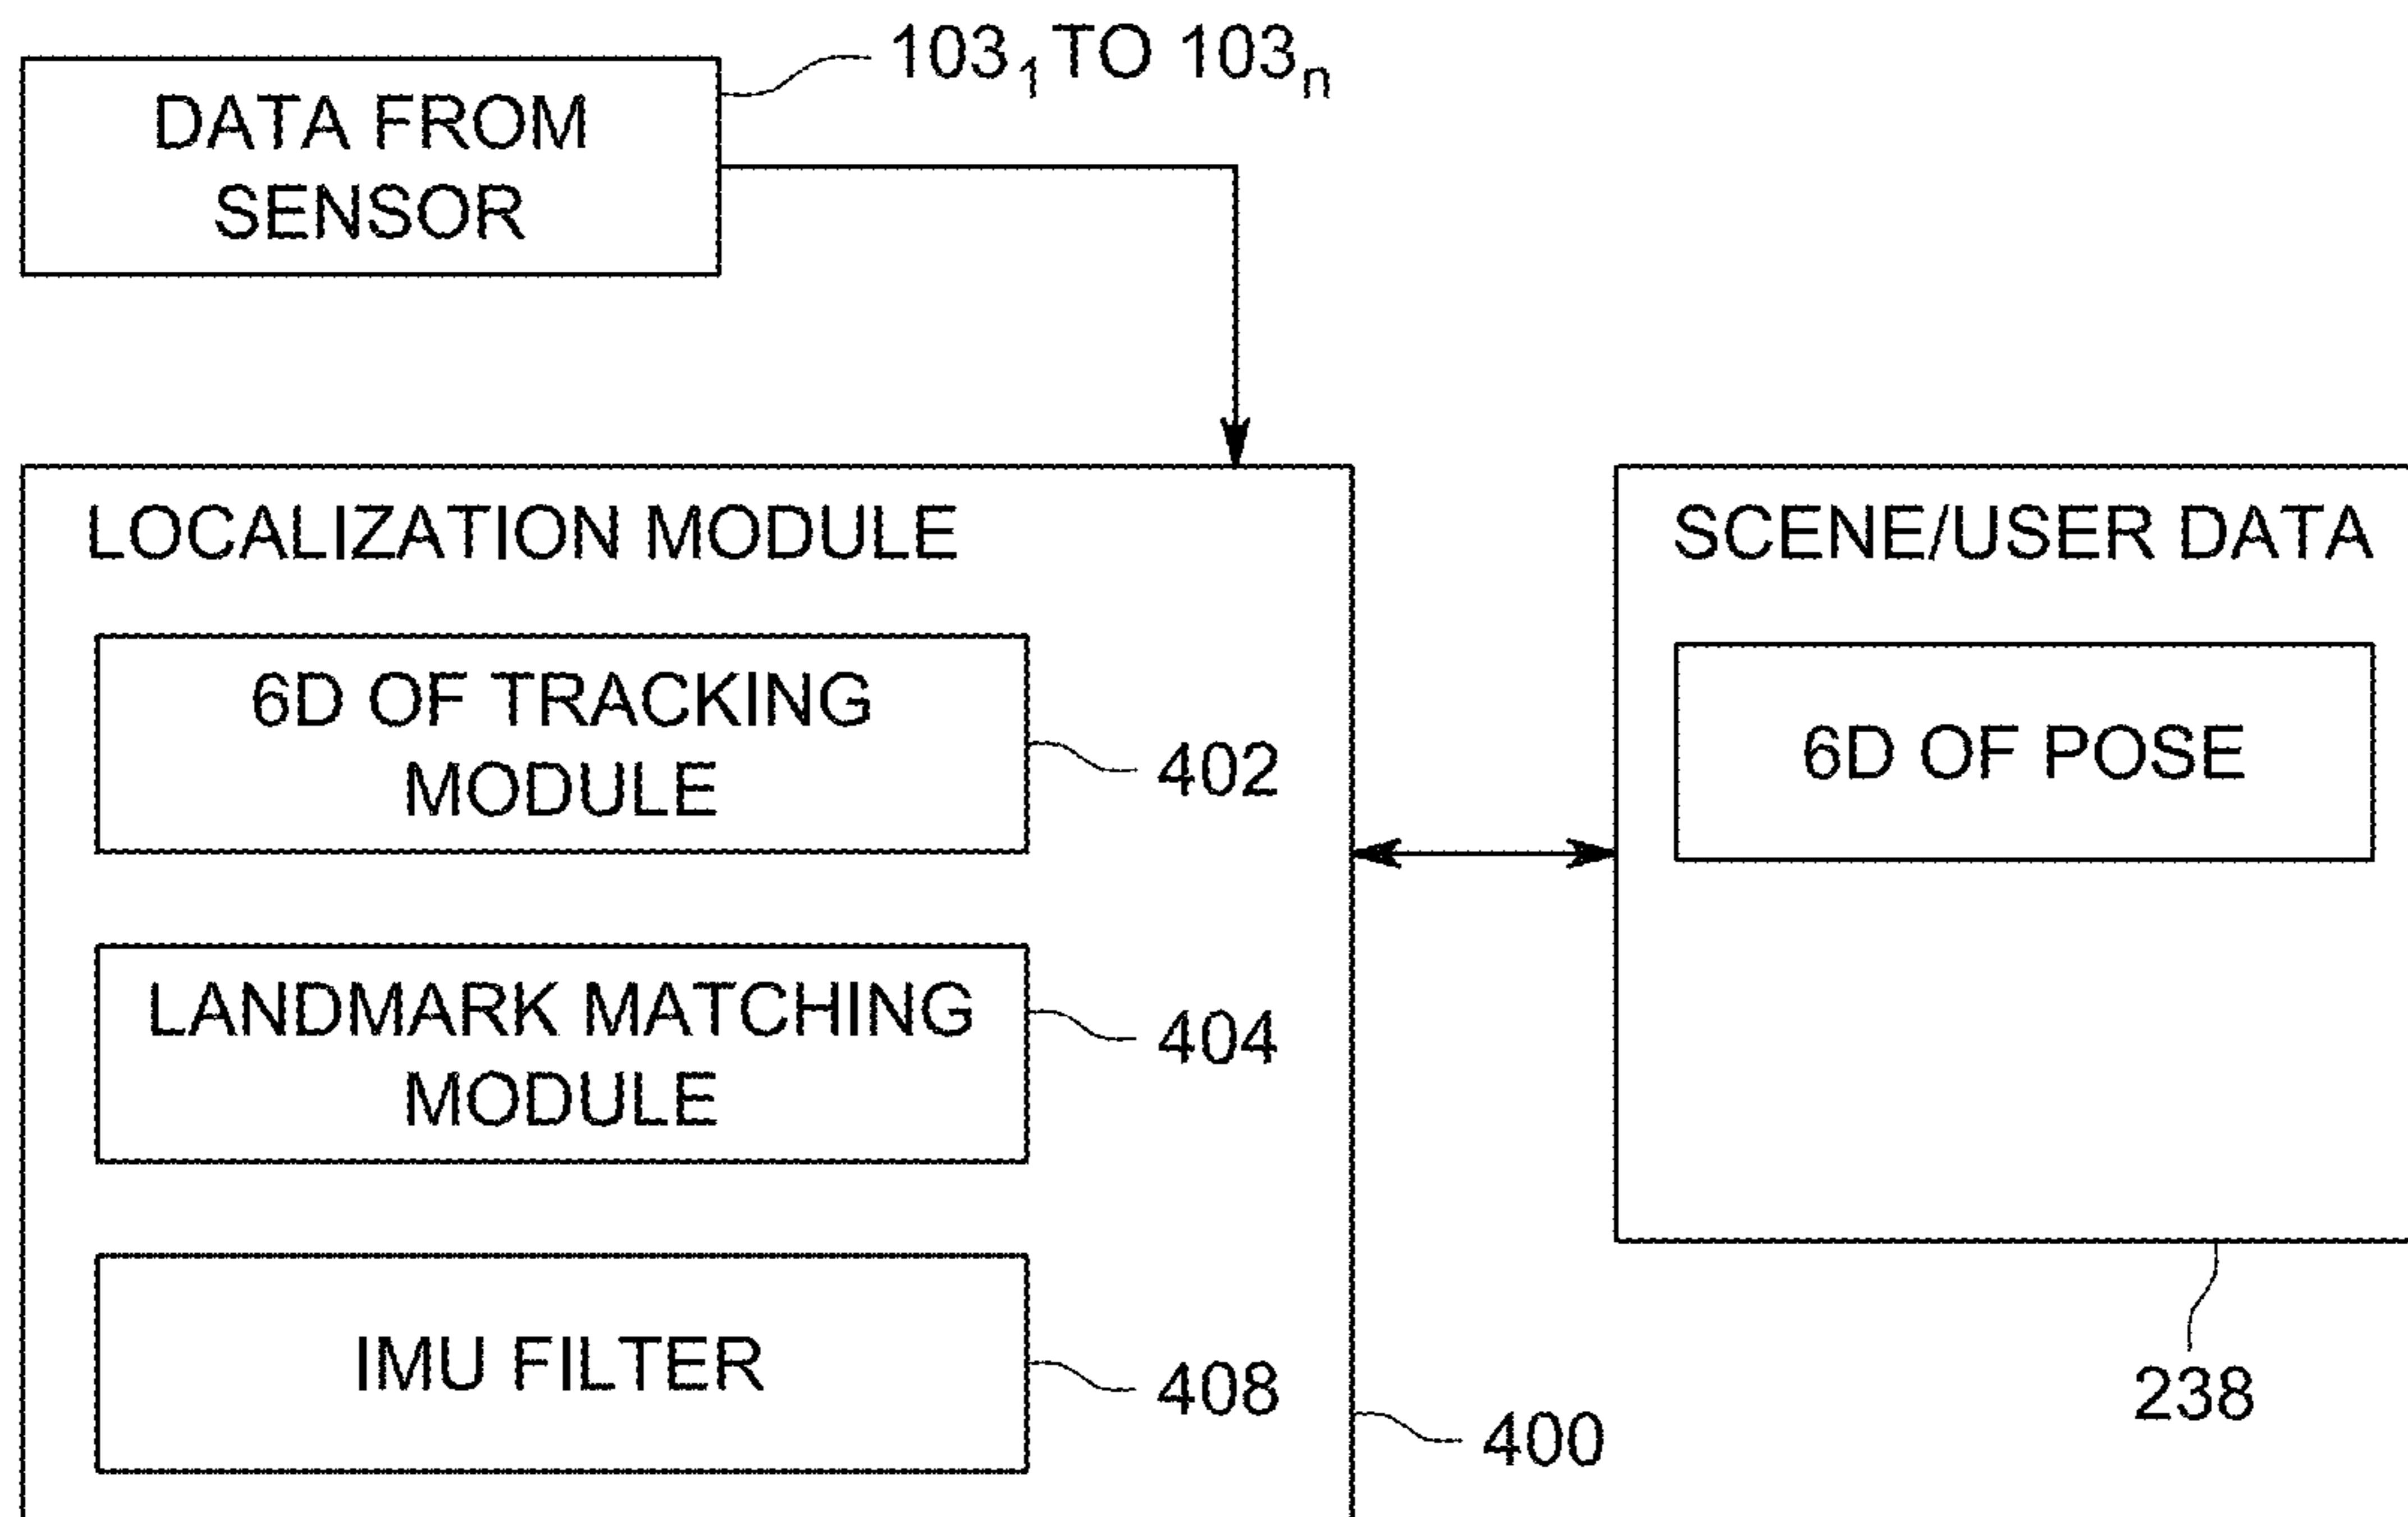 103₁ TO 103ₙ
DATA FROM
SENSOR
LOCALIZATION MODULE
6D OF TRACKING
MODULE
402
LANDMARK MATCHING
MODULE
404
IMU FILTER
408
400
SCENE/USER DATA
6D OF POSE
238